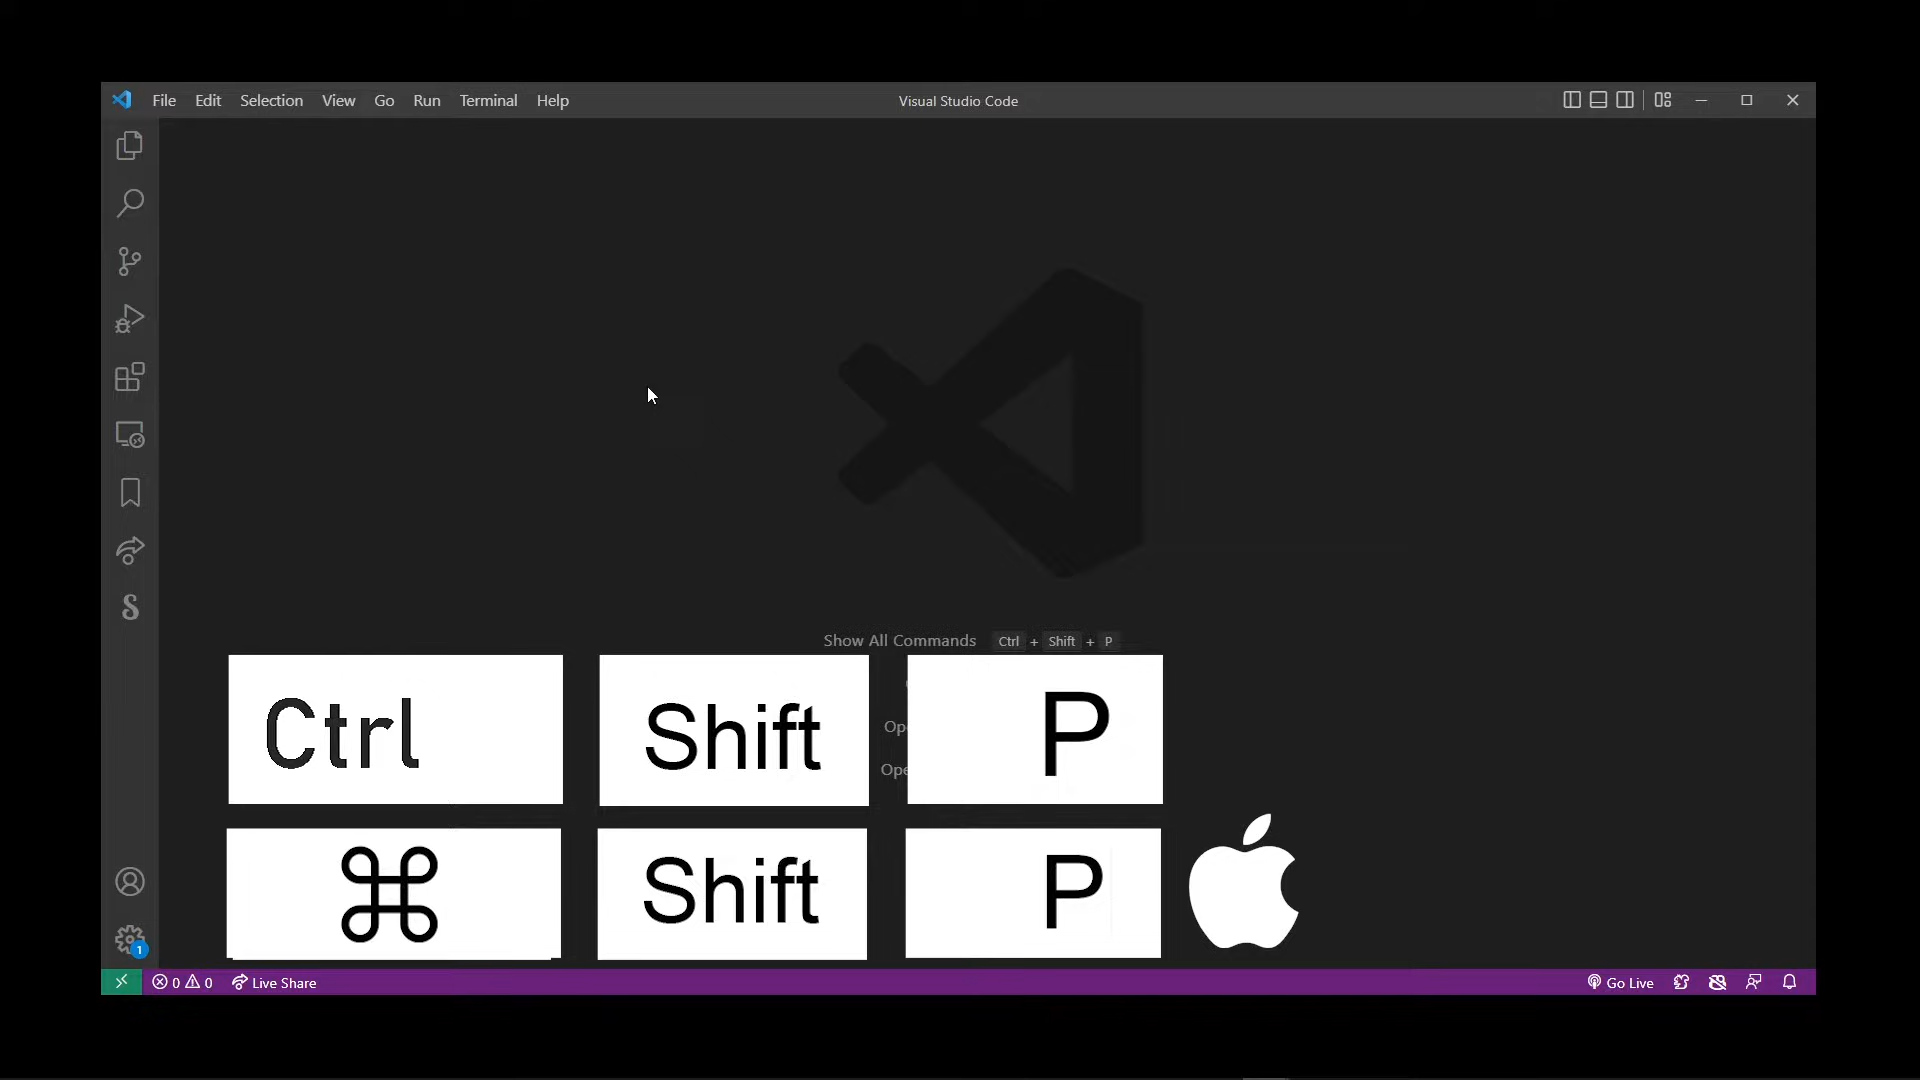 File Edit Selection View Go Run Terminal Help
Visual Studio Code
Show All Commands Ctrl + Shift + P
Ctrl Shift P
⌘ Shift P
1
0 0 Live Share
Go Live